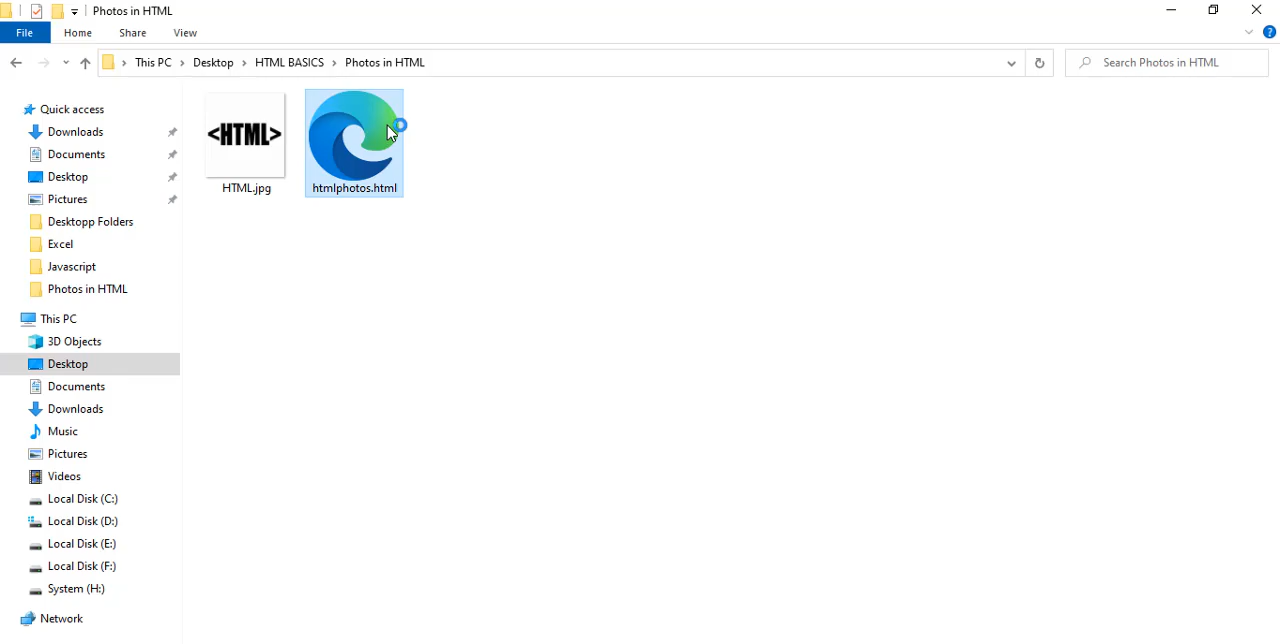 Photos in HTML
File Home Share View
?
This PC Desktop HTML BASICS Photos in HTML
Search Photos in HTML
Quick access
Downloads
Documents
Desktop
Pictures
Desktopp Folders
Excel
Javascript
Photos in HTML
This PC
3D Objects
Desktop
Documents
Downloads
Music
Pictures
Videos
Local Disk (C:)
Local Disk (D:)
Local Disk (E:)
Local Disk (F:)
System (H:)
Network
<HTML>
HTML.jpg
htmlphotos.html